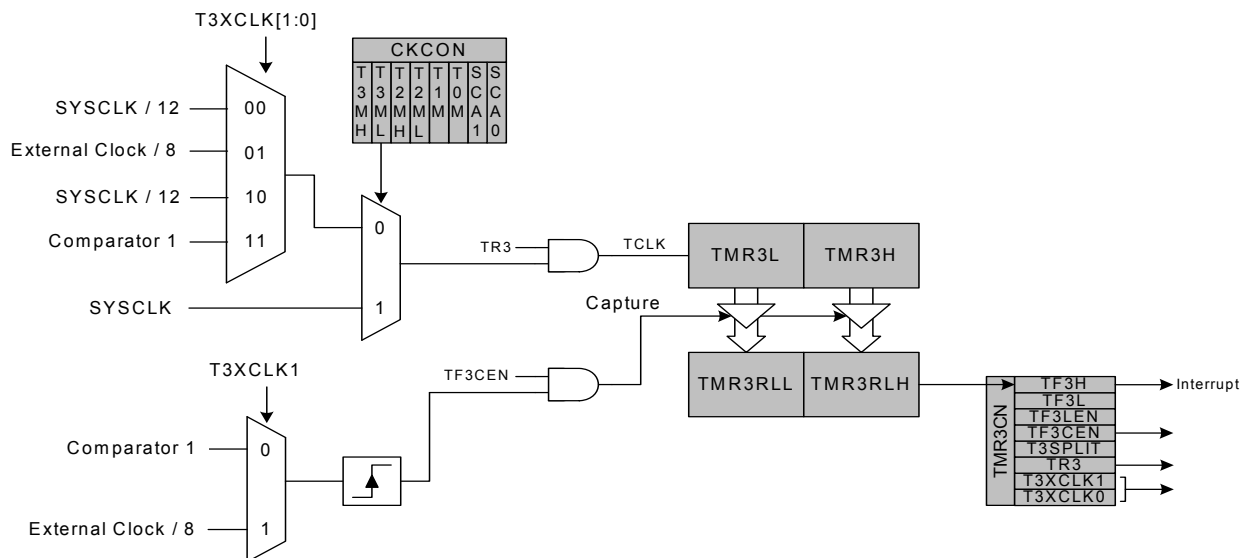 T3XCLK[1:0]
CKCON
T3MH T3ML T2MH T2ML T1M T0M SCA1 SCA0
SYSCLK / 12
00
External Clock / 8
01
SYSCLK / 12
10
Comparator 1
11
0
SYSCLK
1
TR3
TCLK
TMR3L
TMR3H
Capture
TMR3RLL
TMR3RLH
T3XCLK1
TF3CEN
Comparator 1
0
External Clock / 8
1
TMR3CN
TF3H
Interrupt
TF3L
TF3LEN
TF3CEN
T3SPLIT
TR3
T3XCLK1
T3XCLK0